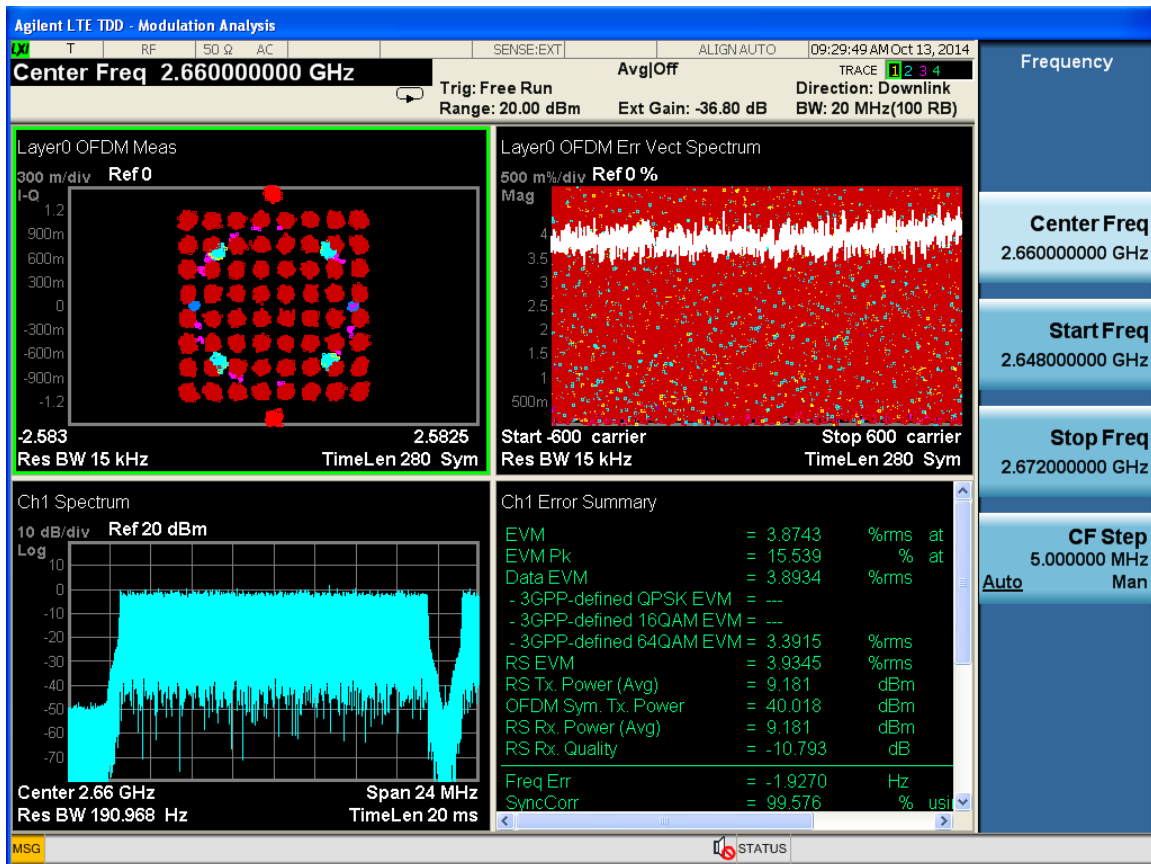 Agilent LTE TDD - Modulation Analysis
LXI T RF 50 Ω AC SENSE:EXT ALIGN AUTO 09:29:49 AM Oct 13, 2014
Center Freq 2.660000000 GHz
Avg|Off
TRACE 1 2 3 4
Trig: Free Run
Direction: Downlink
Range: 20.00 dBm Ext Gain: -36.80 dB BW: 20 MHz(100 RB)
Layer0 OFDM Meas
300 m/div Ref 0
I-Q
1.2
900m
600m
300m
0
-300m
-600m
-900m
-1.2
-2.583 2.5825
Res BW 15 kHz TimeLen 280 Sym
Layer0 OFDM Err Vect Spectrum
500 m%/div Ref 0 %
Mag
4
3.5
3
2.5
2
1.5
1
500m
Start -600 carrier Stop 600 carrier
Res BW 15 kHz TimeLen 280 Sym
Ch1 Spectrum
10 dB/div Ref 20 dBm
Log
10
0
-10
-20
-30
-40
-50
-60
-70
Center 2.66 GHz Span 24 MHz
Res BW 190.968 Hz TimeLen 20 ms
Ch1 Error Summary
EVM = 3.8743 %rms at
EVM Pk = 15.539 % at
Data EVM = 3.8934 %rms
- 3GPP-defined QPSK EVM = ---
- 3GPP-defined 16QAM EVM = ---
- 3GPP-defined 64QAM EVM = 3.3915 %rms
RS EVM = 3.9345 %rms
RS Tx. Power (Avg) = 9.181 dBm
OFDM Sym. Tx. Power = 40.018 dBm
RS Rx. Power (Avg) = 9.181 dBm
RS Rx. Quality = -10.793 dB
Freq Err = -1.9270 Hz
SyncCorr = 99.576 % usi
Frequency
Center Freq
2.660000000 GHz
Start Freq
2.648000000 GHz
Stop Freq
2.672000000 GHz
CF Step
5.000000 MHz
Auto Man
MSG STATUS